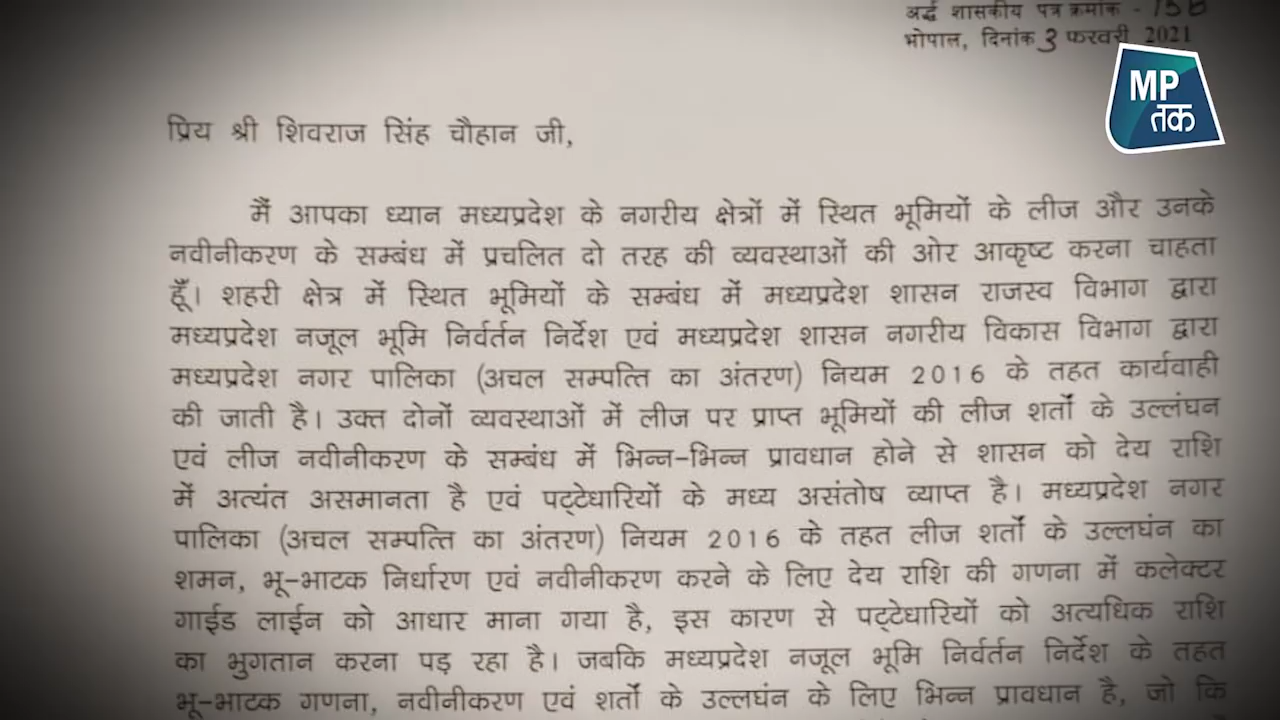 अर्द्ध शासकीय पत्र क्रमांक -
भोपाल, दिनांक 3 फरवरी 2021
MP
तक
प्रिय श्री शिवराज सिंह चौहान जी,
मैं आपका ध्यान मध्यप्रदेश के नगरीय क्षेत्रों में स्थित भूमियों के लीज और उनके
नवीनीकरण के सम्बंध में प्रचलित दो तरह की व्यवस्थाओं की ओर आकृष्ट करना चाहता
हूँ। शहरी क्षेत्र में स्थित भूमियों के सम्बंध में मध्यप्रदेश शासन राजस्व विभाग द्वारा
मध्यप्रदेश नजूल भूमि निर्वर्तन निर्देश एवं मध्यप्रदेश शासन नगरीय विकास विभाग द्वारा
मध्यप्रदेश नगर पालिका (अचल सम्पत्ति का अंतरण) नियम 2016 के तहत कार्यवाही
की जाती है। उक्त दोनों व्यवस्थाओं में लीज पर प्राप्त भूमियों की लीज शर्तों के उल्लंघन
एवं लीज नवीनीकरण के सम्बंध में भिन्न-भिन्न प्रावधान होने से शासन को देय राशि
में अत्यंत असमानता है एवं पट्टेधारियों के मध्य असंतोष व्याप्त है। मध्यप्रदेश नगर
पालिका (अचल सम्पत्ति का अंतरण) नियम 2016 के तहत लीज शर्तों के उल्लघंन का
शमन, भू-भाटक निर्धारण एवं नवीनीकरण करने के लिए देय राशि की गणना में कलेक्टर
गाईड लाईन को आधार माना गया है, इस कारण से पट्टेधारियों को अत्यधिक राशि
का भुगतान करना पड़ रहा है। जबकि मध्यप्रदेश नजूल भूमि निर्वर्तन निर्देश के तहत
भू-भाटक गणना, नवीनीकरण एवं शर्तों के उल्लघंन के लिए भिन्न प्रावधान है, जो कि